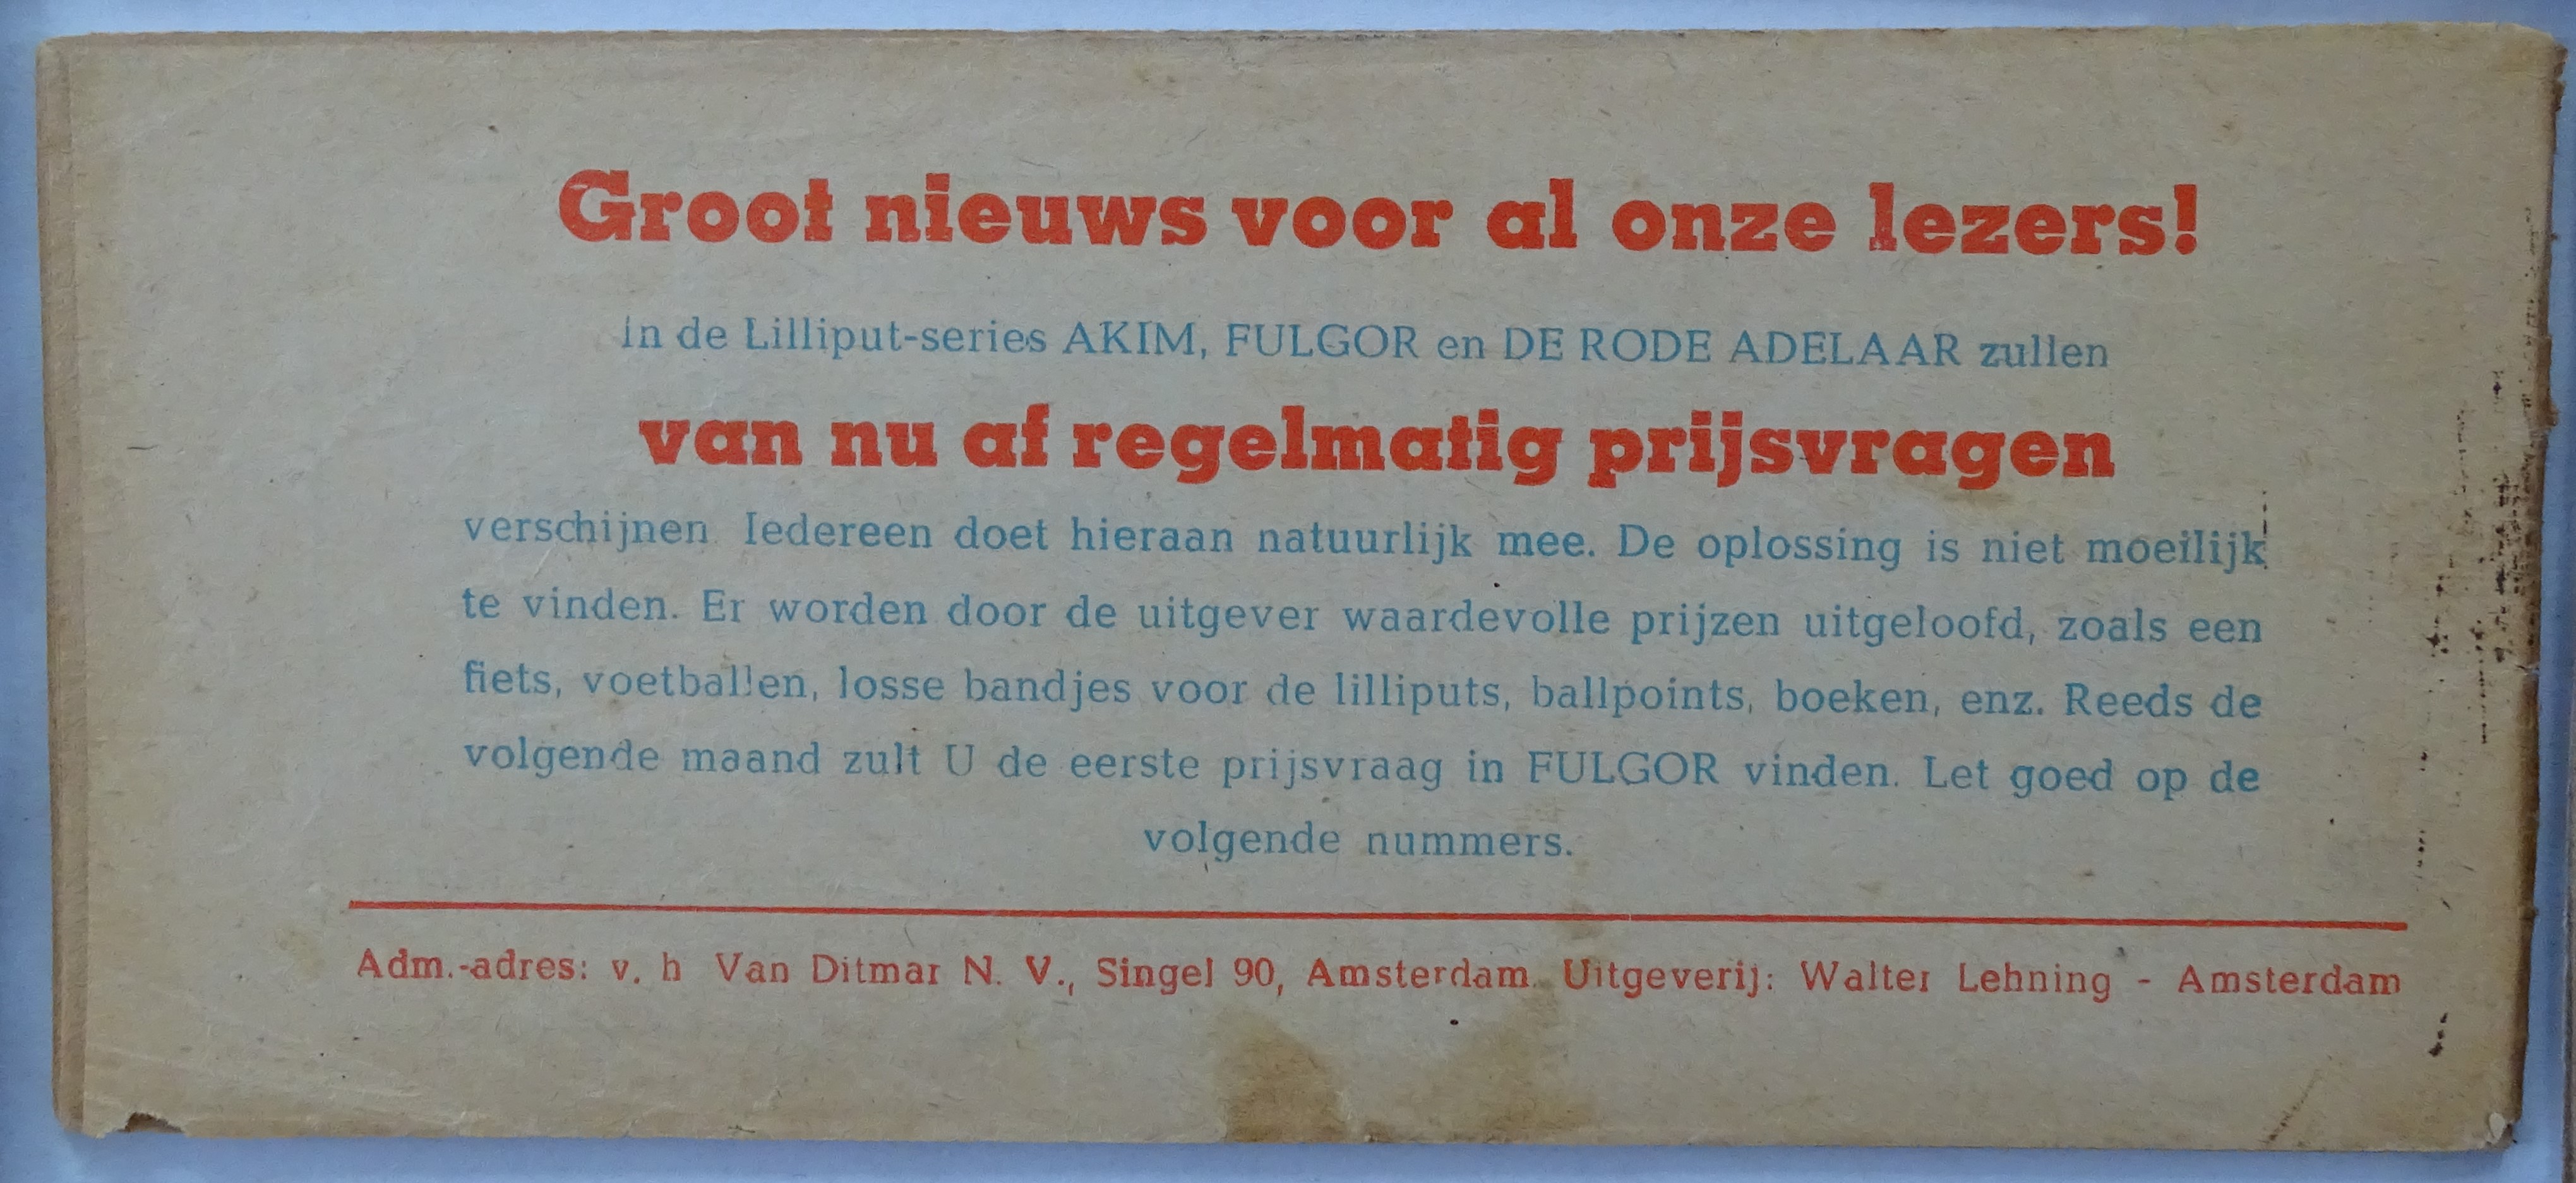 Groot nieuws voor al onze lezers!
In de Lilliput-series AKIM, FULGOR en DE RODE ADELAAR zullen
van nu af regelmatig prijsvragen
verschijnen. Iedereen doet hieraan natuurlijk mee. De oplossing is niet moeilijk
te vinden. Er worden door de uitgever waardevolle prijzen uitgeloofd, zoals een
fiets, voetballen, losse bandjes voor de lilliputs, ballpoints, boeken, enz. Reeds de
volgende maand zult U de eerste prijsvraag in FULGOR vinden. Let goed op de
volgende nummers.
Adm.-adres: v. h Van Ditmar N. V., Singel 90, Amsterdam. Uitgeverij: Walter Lehning - Amsterdam